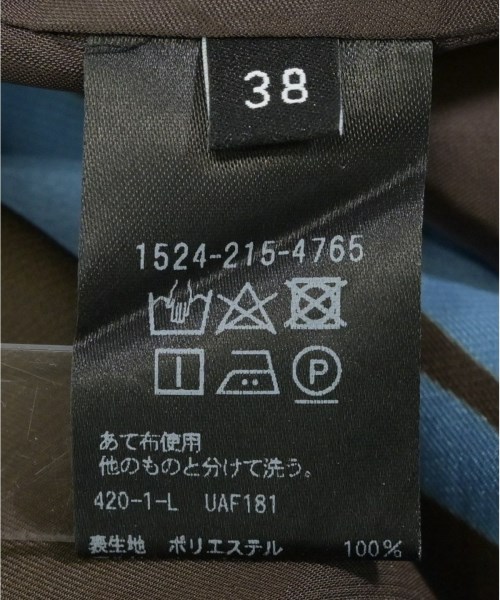 38
1524-215-4765
P
あて布使用
他のものと分けて洗う。
420-1-L UAF181
表生地 ポリエステル 100%